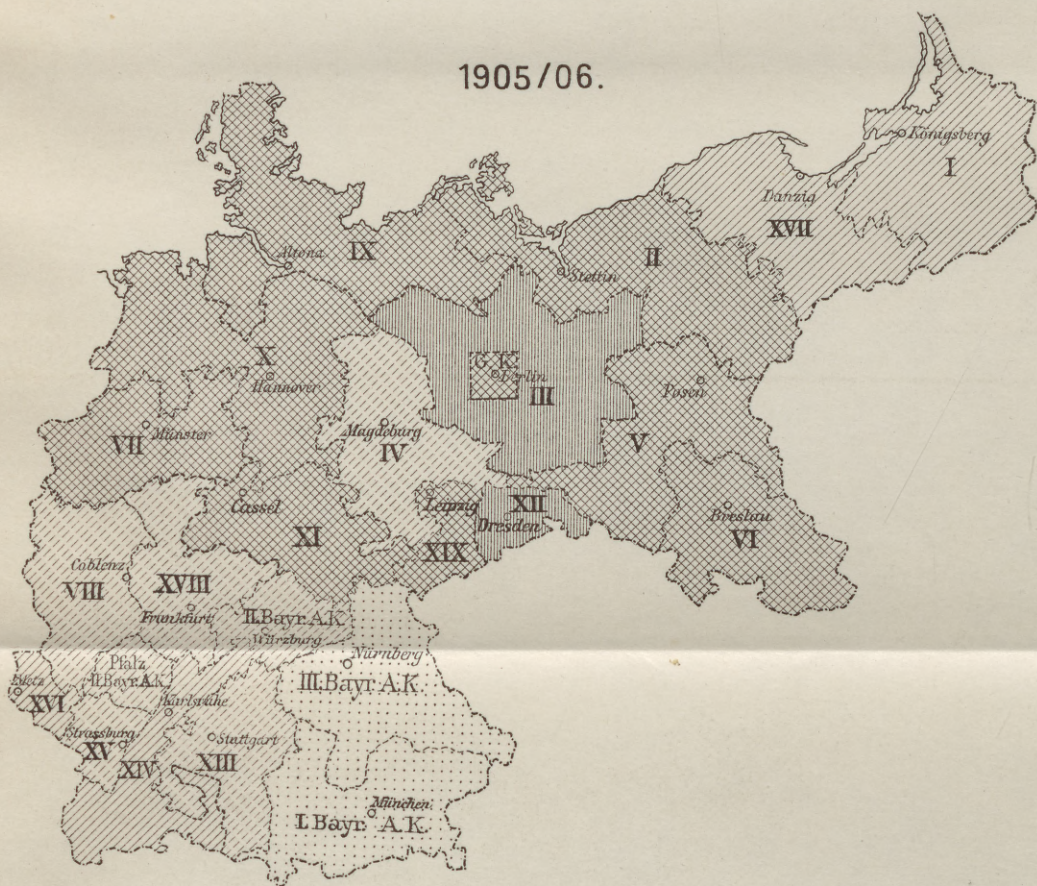 1905/06.
Königsberg
I
Danzig
XVII
IX
Altona
Stettin
II
X
Hannover
G. K.
Berlin
III
Posen
Münster
VII
Magdeburg
IV
V
Cassel
XI
Leipzig
XIX
XII
Dresden
Breslau
VI
Coblenz
VIII
XVIII
Frankfurt
II. Bayr. A. K.
Würzburg
Nürnberg
III. Bayr. A. K.
Pfalz
II. Bayr. A. K.
Metz
XVI
Karlsruhe
Strassburg
XV
XIV
Stuttgart
XIII
München
I. Bayr. A. K.